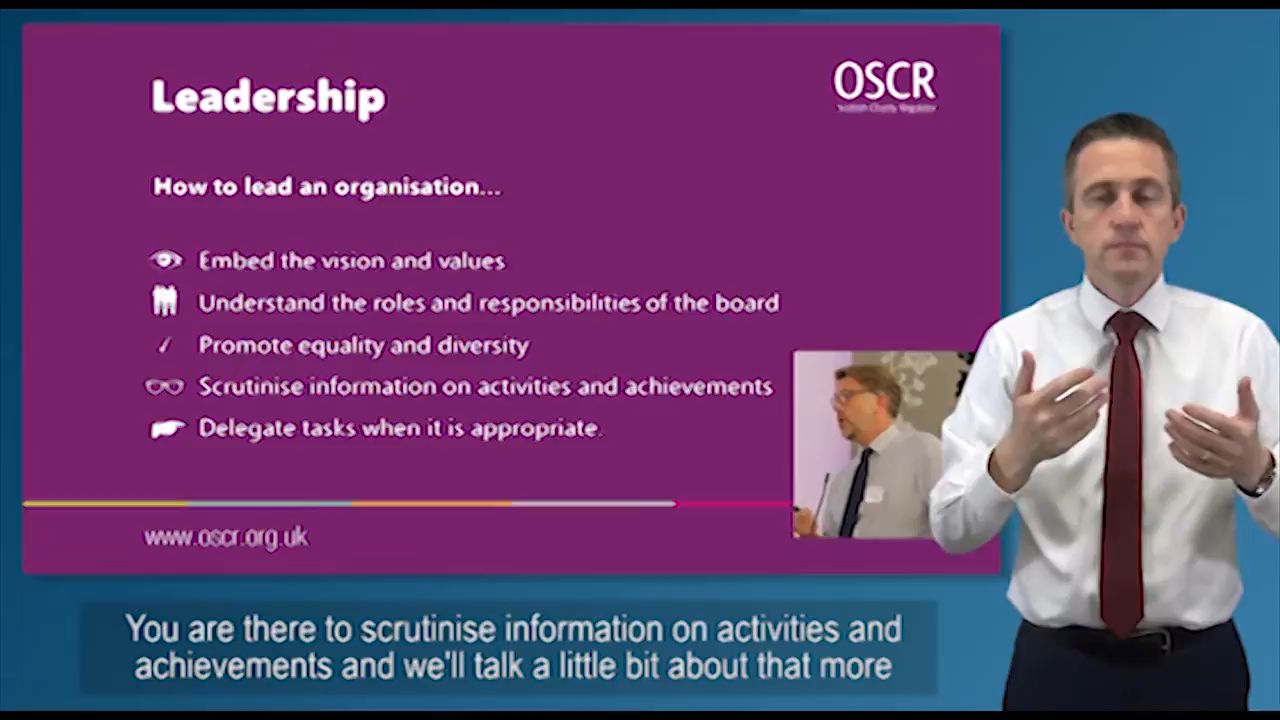 Leadership
OSCR
Scottish Charity Regulator
How to lead an organisation...
Embed the vision and values
Understand the roles and responsibilities of the board
Promote equality and diversity
Scrutinise information on activities and achievements
Delegate tasks when it is appropriate.
www.oscr.org.uk
You are there to scrutinise information on activities and
achievements and we'll talk a little bit about that more